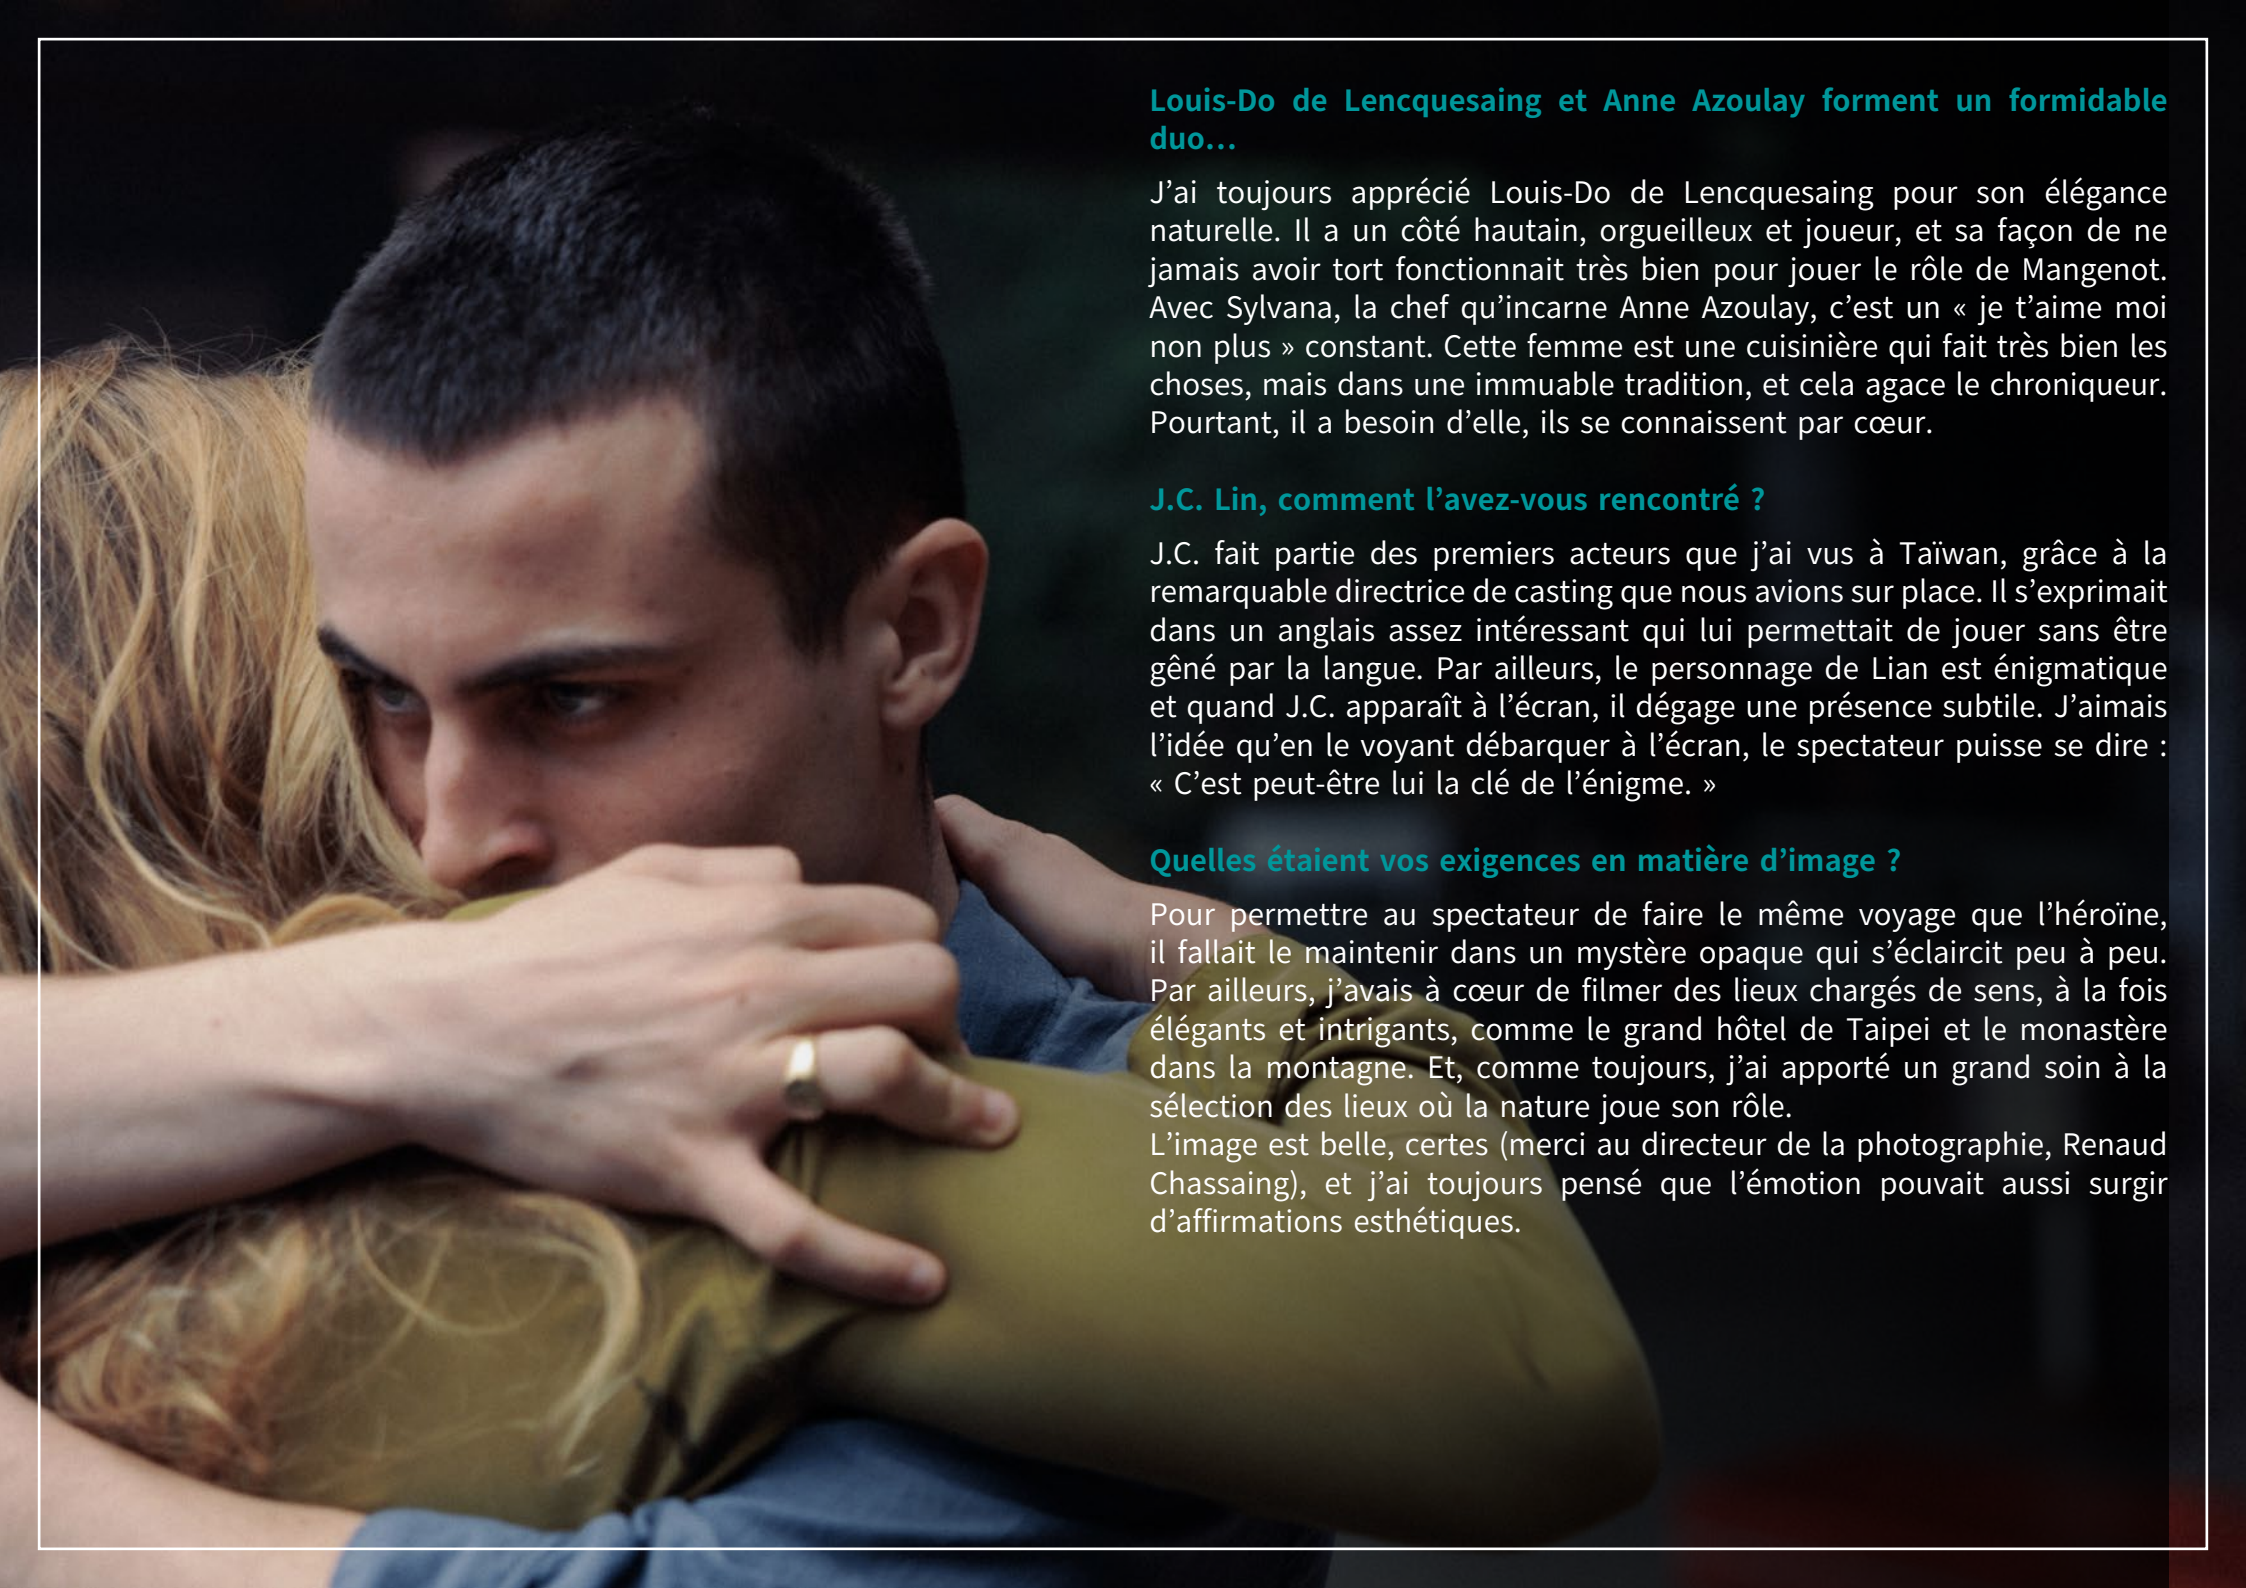 Louis-Do de Lencquesaing et Anne Azoulay forment un formidable
duo…
J’ai toujours apprécié Louis-Do de Lencquesaing pour son élégance
naturelle. Il a un côté hautain, orgueilleux et joueur, et sa façon de ne
jamais avoir tort fonctionnait très bien pour jouer le rôle de Mangenot.
Avec Sylvana, la chef qu’incarne Anne Azoulay, c’est un « je t’aime moi
non plus » constant. Cette femme est une cuisinière qui fait très bien les
choses, mais dans une immuable tradition, et cela agace le chroniqueur.
Pourtant, il a besoin d’elle, ils se connaissent par cœur.
J.C. Lin, comment l’avez-vous rencontré ?
J.C. fait partie des premiers acteurs que j’ai vus à Taïwan, grâce à la
remarquable directrice de casting que nous avions sur place. Il s’exprimait
dans un anglais assez intéressant qui lui permettait de jouer sans être
gêné par la langue. Par ailleurs, le personnage de Lian est énigmatique
et quand J.C. apparaît à l’écran, il dégage une présence subtile. J’aimais
l’idée qu’en le voyant débarquer à l’écran, le spectateur puisse se dire :
« C’est peut-être lui la clé de l’énigme. »
Quelles étaient vos exigences en matière d’image ?
Pour permettre au spectateur de faire le même voyage que l’héroïne,
il fallait le maintenir dans un mystère opaque qui s’éclaircit peu à peu.
Par ailleurs, j’avais à cœur de filmer des lieux chargés de sens, à la fois
élégants et intrigants, comme le grand hôtel de Taipei et le monastère
dans la montagne. Et, comme toujours, j’ai apporté un grand soin à la
sélection des lieux où la nature joue son rôle.
L’image est belle, certes (merci au directeur de la photographie, Renaud
Chassaing), et j’ai toujours pensé que l’émotion pouvait aussi surgir
d’affirmations esthétiques.